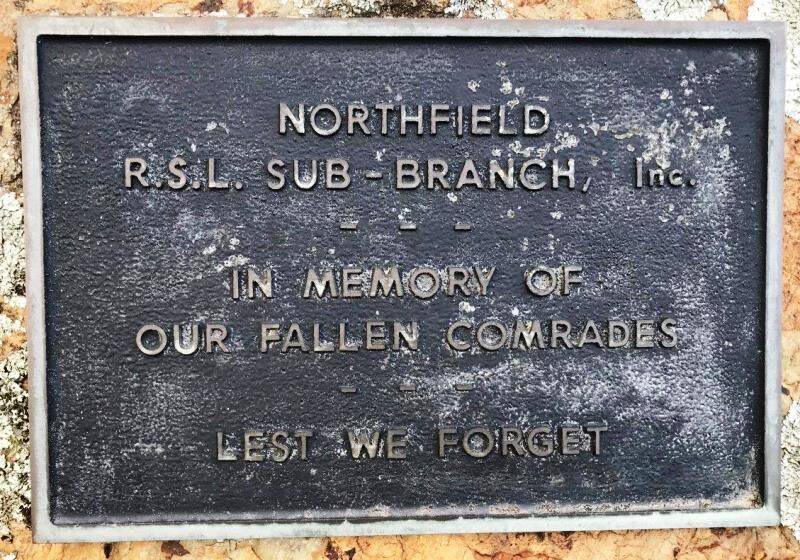 NORTHFIELD
R.S.L. SUB-BRANCH, Inc.
- - -
IN MEMORY OF
OUR FALLEN COMRADES
- - -
LEST WE FORGET